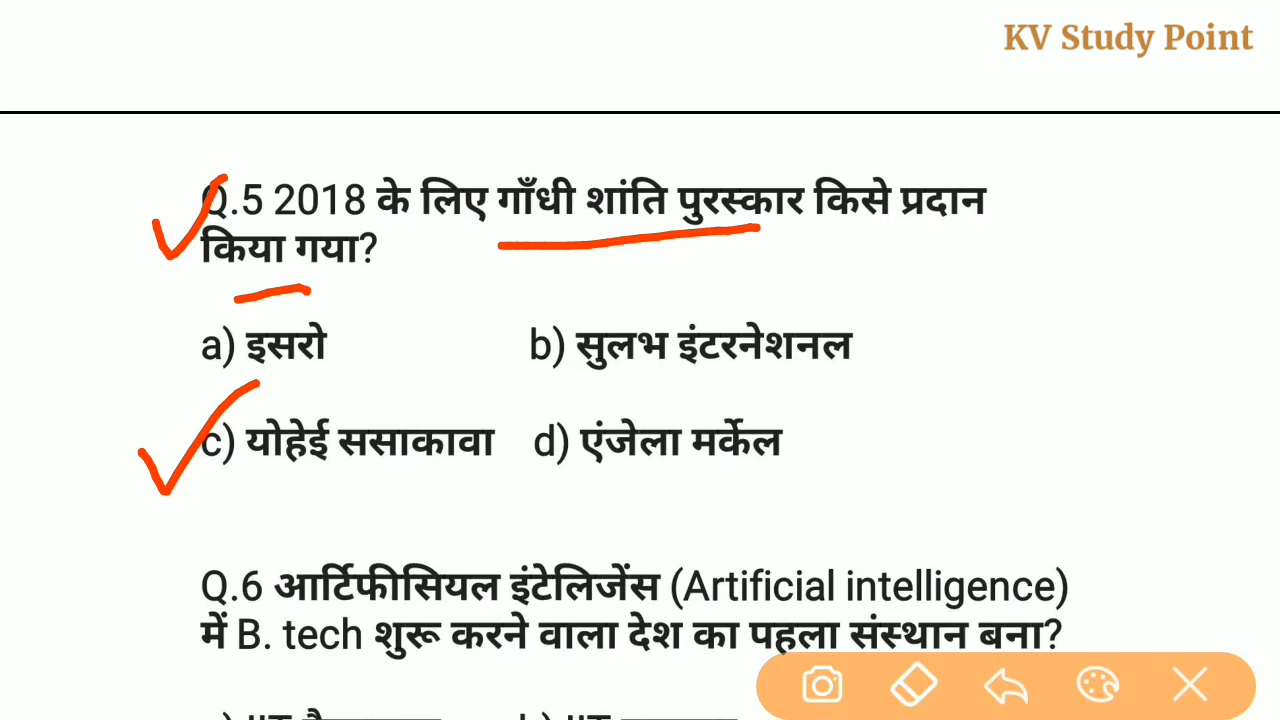 KV Study Point
Q.5 2018 के लिए गाँधी शांति पुरस्कार किसे प्रदान
किया गया?
a) इसरो b) सुलभ इंटरनेशनल
c) योहेई ससाकावा d) एंजेला मर्केल
Q.6 आर्टिफीसियल इंटेलिजेंस (Artificial intelligence)
में B. tech शुरू करने वाला देश का पहला संस्थान बना?